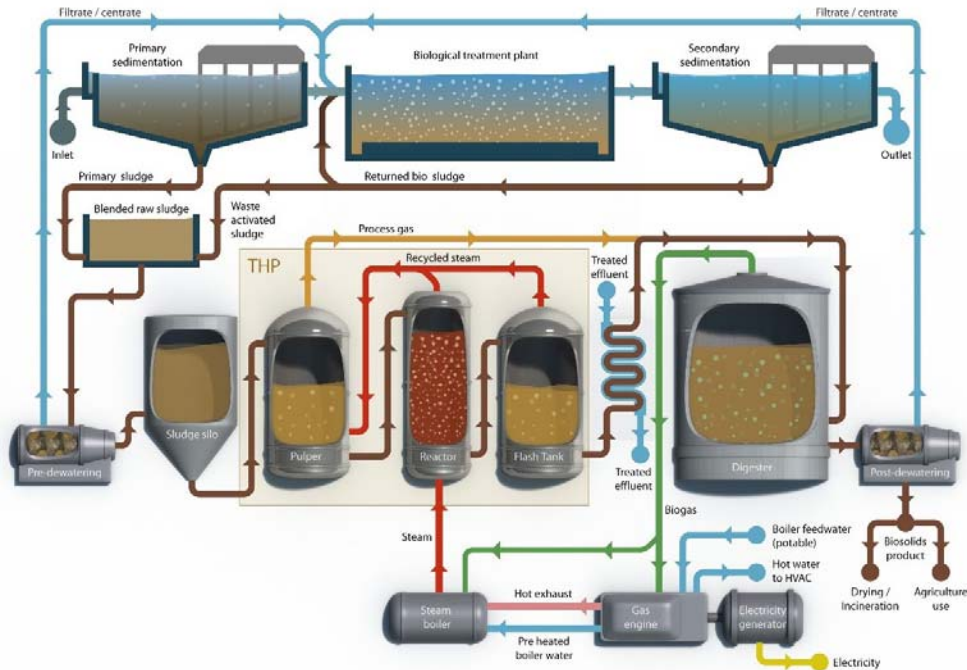 Filtrate / centrate
Filtrate / centrate
Primary
sedimentation
Biological treatment plant
Secondary
sedimentation
Inlet
Outlet
Primary sludge
Returned bio sludge
Blended raw sludge
Waste
activated
sludge
Process gas
THP
Recycled steam
Treated
effluent
Sludge silo
Pulper
Reactor
Flash Tank
Treated
effluent
Digester
Pre-dewatering
Post-dewatering
Steam
Biogas
Boiler feedwater
(potable)
Biosolids
product
Hot water
to HVAC
Drying /
Incineration
Agriculture
use
Hot exhaust
Steam
boiler
Gas
engine
Electricity
generator
Pre heated
boiler water
Electricity